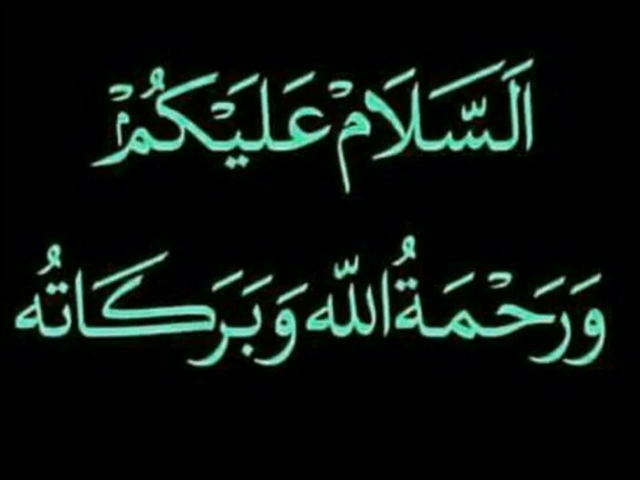 اَلسَّلَامْ عَلَيْكُمْ
وَرَحْمَةُ اللّه وَبَرَكَاتُه